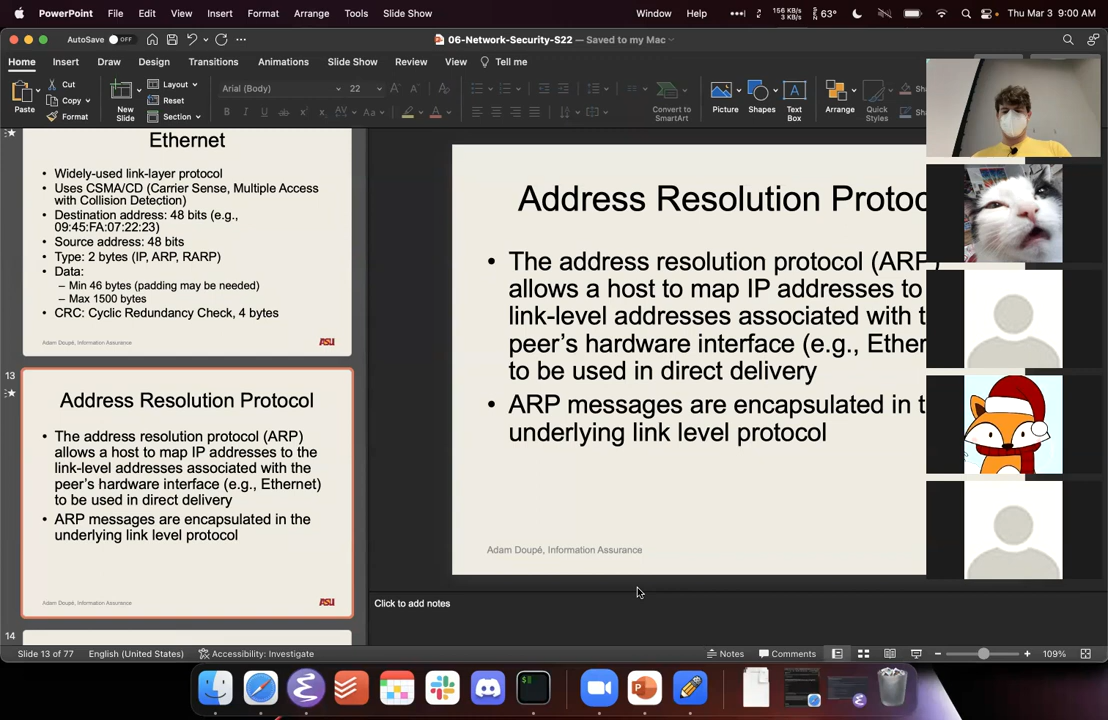 PowerPoint File Edit View Insert Format Arrange Tools Slide Show Window Help 156 KB/s 3 KB/s 63° Thu Mar 3 9:00 AM
AutoSave OFF 06-Network-Security-S22 — Saved to my Mac
Home Insert Draw Design Transitions Animations Slide Show Review View Tell me
Paste Cut Copy Format New Slide Layout Reset Section Arial (Body) 22 Convert to SmartArt Picture Shapes Text Box Arrange Quick Styles
Ethernet
• Widely-used link-layer protocol
• Uses CSMA/CD (Carrier Sense, Multiple Access
with Collision Detection)
• Destination address: 48 bits (e.g.,
09:45:FA:07:22:23)
• Source address: 48 bits
• Type: 2 bytes (IP, ARP, RARP)
• Data:
– Min 46 bytes (padding may be needed)
– Max 1500 bytes
• CRC: Cyclic Redundancy Check, 4 bytes
Adam Doupé, Information Assurance ASU
13
Address Resolution Protocol
• The address resolution protocol (ARP)
allows a host to map IP addresses to the
link-level addresses associated with the
peer's hardware interface (e.g., Ethernet)
to be used in direct delivery
• ARP messages are encapsulated in the
underlying link level protocol
Adam Doupé, Information Assurance ASU
14
Address Resolution Protoc
• The address resolution protocol (ARP)
allows a host to map IP addresses to
link-level addresses associated with t
peer's hardware interface (e.g., Ether
to be used in direct delivery
• ARP messages are encapsulated in t
underlying link level protocol
Adam Doupé, Information Assurance
Click to add notes
Slide 13 of 77 English (United States) Accessibility: Investigate Notes Comments 109%